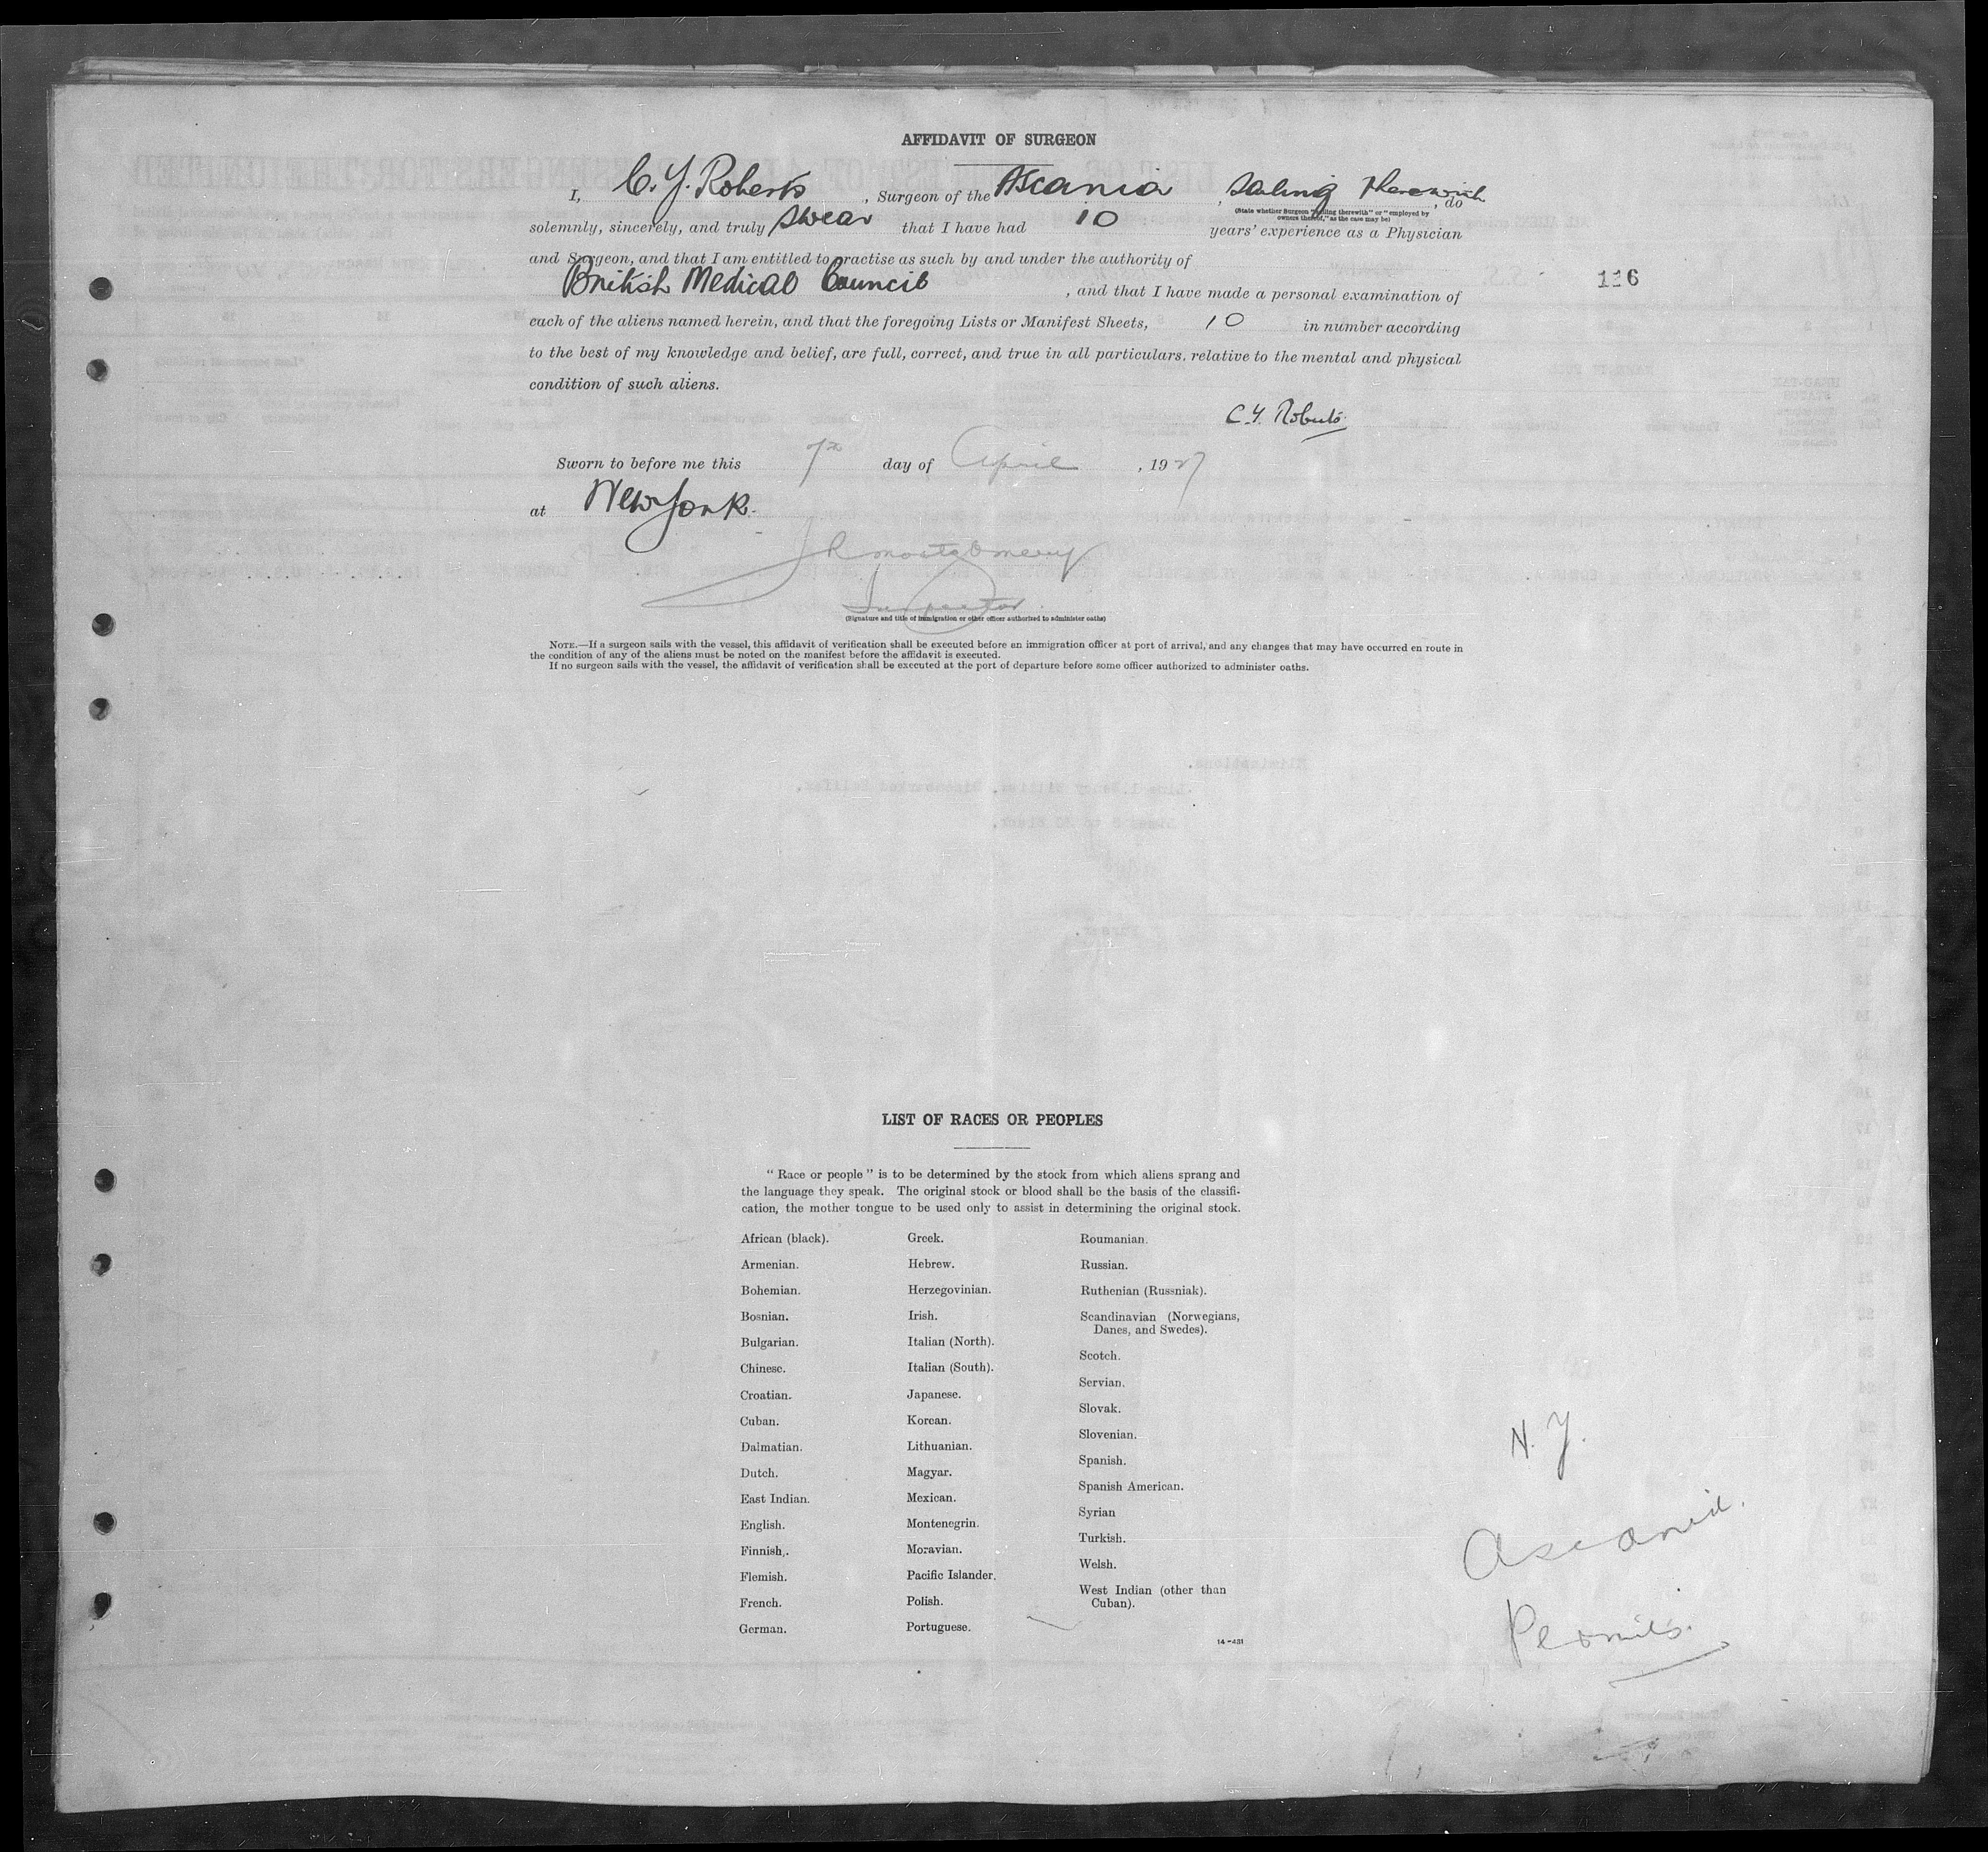 AFFIDAVIT OF SURGEON
I, C. Y. Roberts, Surgeon of the Ascania, sailing therewith, do
(State whether Surgeon "sailing therewith" or "employed by
owners thereof," as the case may be)
solemnly, sincerely, and truly swear that I have had 10 years' experience as a Physician
and Surgeon, and that I am entitled to practise as such by and under the authority of
British Medical Council, and that I have made a personal examination of
116
each of the aliens named herein, and that the foregoing Lists or Manifest Sheets, 10 in number according
to the best of my knowledge and belief, are full, correct, and true in all particulars, relative to the mental and physical
condition of such aliens.
C. Y. Roberts
Sworn to before me this 7th day of April, 1927
at New York.
Montgomery
Inspector
(Signature and title of immigration or other officer authorized to administer oaths)
NOTE.—If a surgeon sails with the vessel, this affidavit of verification shall be executed before an immigration officer at port of arrival, and any changes that may have occurred en route in
the condition of any of the aliens must be noted on the manifest before the affidavit is executed.
If no surgeon sails with the vessel, the affidavit of verification shall be executed at the port of departure before some officer authorized to administer oaths.
LIST OF RACES OR PEOPLES
"Race or people" is to be determined by the stock from which aliens sprang and
the language they speak. The original stock or blood shall be the basis of the classifi-
cation, the mother tongue to be used only to assist in determining the original stock.
African (black).
Armenian.
Bohemian.
Bosnian.
Bulgarian.
Chinese.
Croatian.
Cuban.
Dalmatian.
Dutch.
East Indian.
English.
Finnish.
Flemish.
French.
German.
Greek.
Hebrew.
Herzegovinian.
Irish.
Italian (North).
Italian (South).
Japanese.
Korean.
Lithuanian.
Magyar.
Mexican.
Montenegrin.
Moravian.
Pacific Islander.
Polish.
Portuguese.
Roumanian.
Russian.
Ruthenian (Russniak).
Scandinavian (Norwegians,
Danes, and Swedes).
Scotch.
Servian.
Slovak.
Slovenian.
Spanish.
Spanish American.
Syrian
Turkish.
Welsh.
West Indian (other than
Cuban).
14—431
N. Y.
Ascania.
Permits.